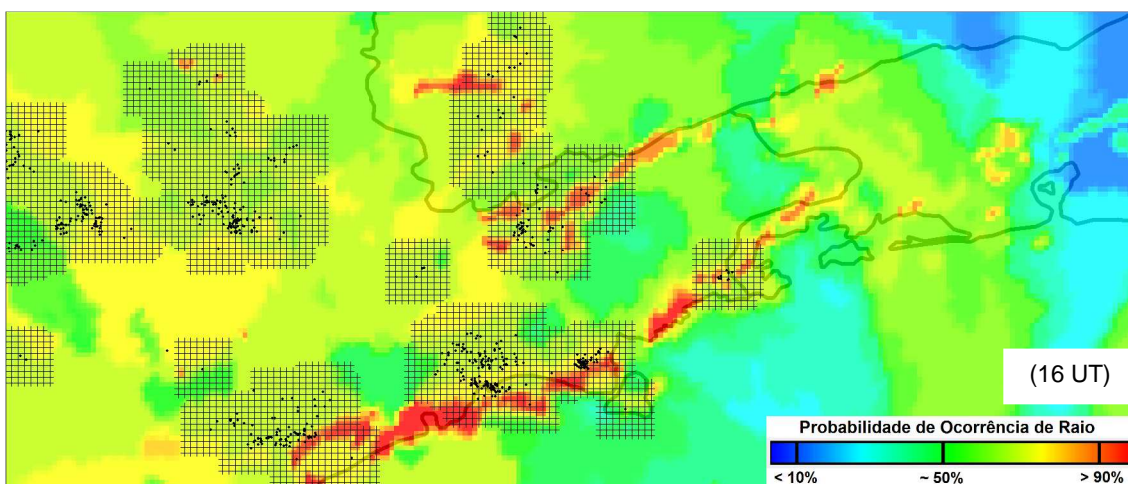 (16 UT)
Probabilidade de Ocorrência de Raio
< 10% ~ 50% > 90%